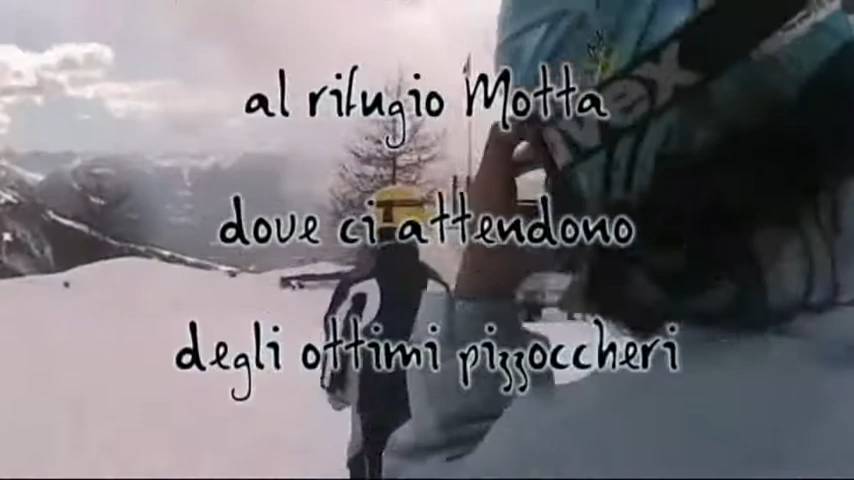 al rifugio Motta
dove ci attendono
degli ottimi pizzoccheri